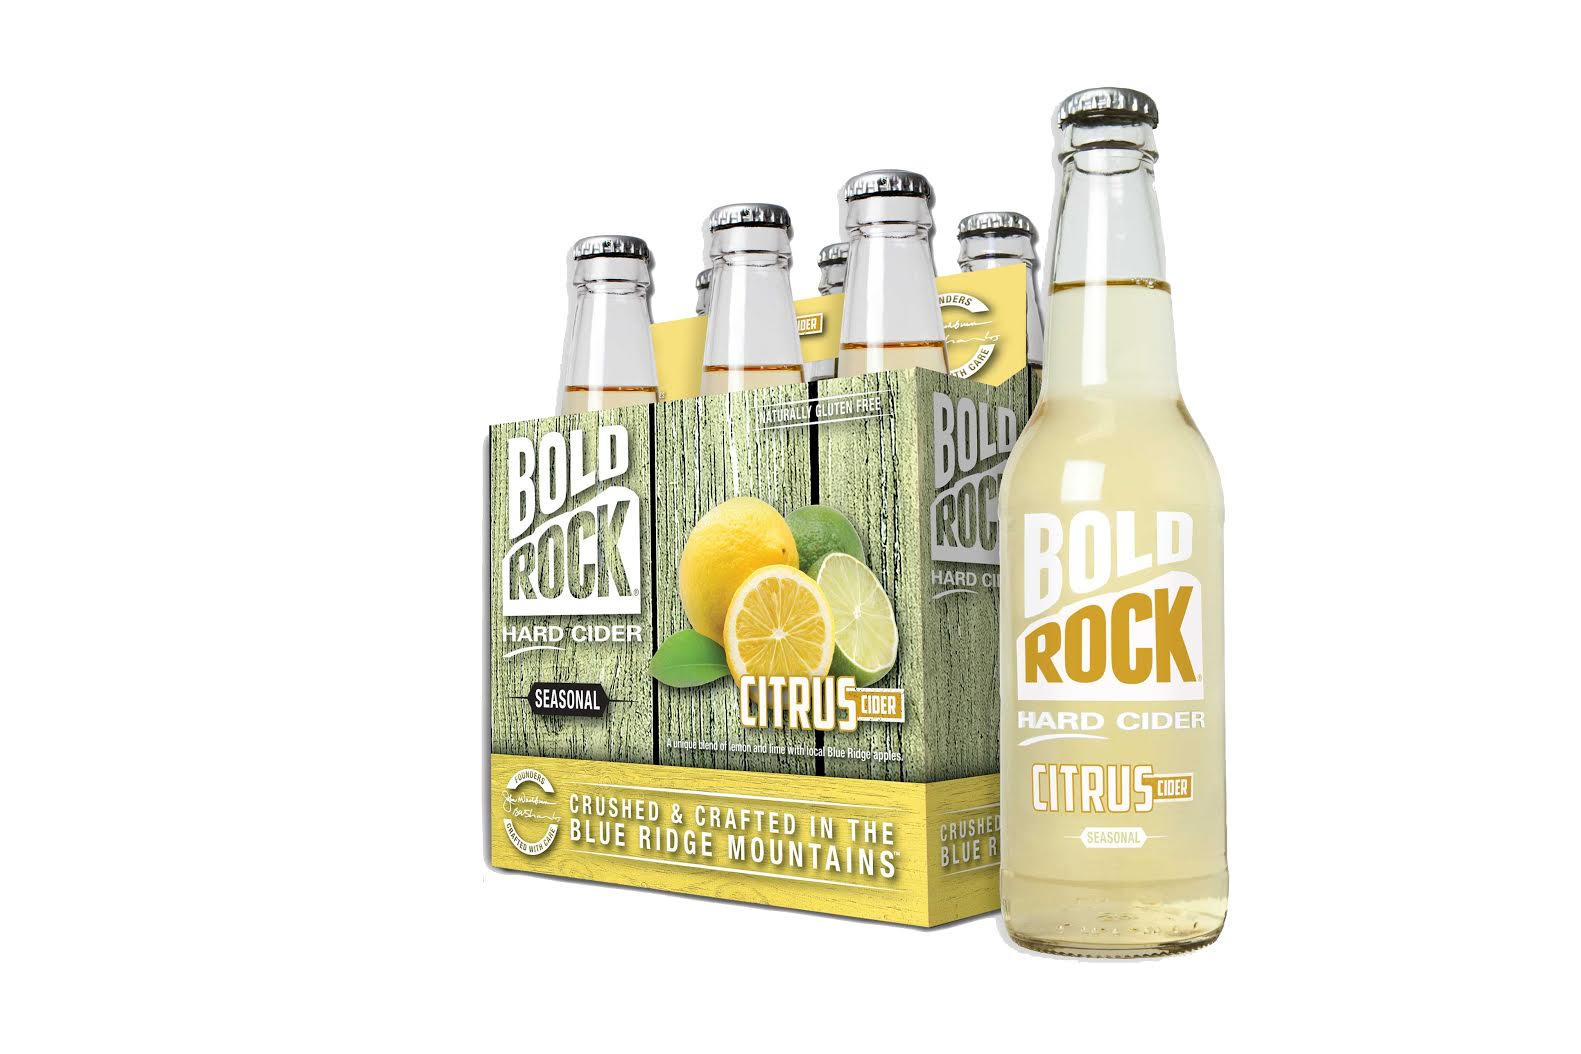 NATURALLY GLUTEN FREE
BOLD
ROCK
HARD CIDER
SEASONAL
CITRUS CIDER
A unique blend of lemon and lime with local Blue Ridge apples.
FOUNDERS
CRAFTED WITH CARE
CRUSHED & CRAFTED IN THE
BLUE RIDGE MOUNTAINS™
CIDER
BOLD
ROCK
HARD
CRUSHED
BLUE
BOLD
ROCK
HARD CIDER
CITRUS CIDER
SEASONAL